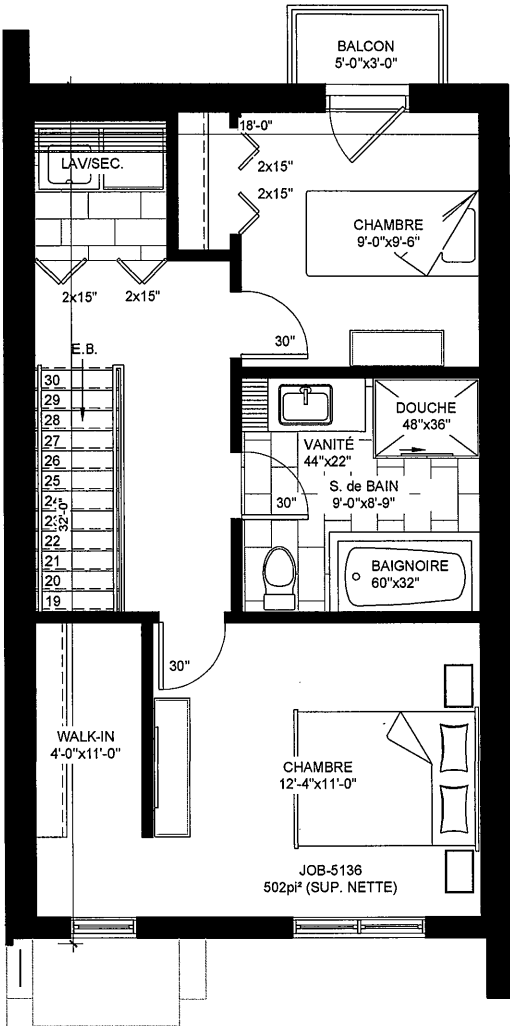 BALCON
5'-0"x3'-0"
18'-0"
LAV/SEC.
2x15"
2x15"
CHAMBRE
9'-0"x9'-6"
2x15"
2x15"
30"
E.B.
30
29
28
27
26
25
24
23
22
21
20
19
32'-0"
DOUCHE
48"x36"
VANITÉ
44"x22"
S. de BAIN
9'-0"x8'-9"
30"
BAIGNOIRE
60"x32"
30"
WALK-IN
4'-0"x11'-0"
CHAMBRE
12'-4"x11'-0"
JOB-5136
502pi² (SUP. NETTE)